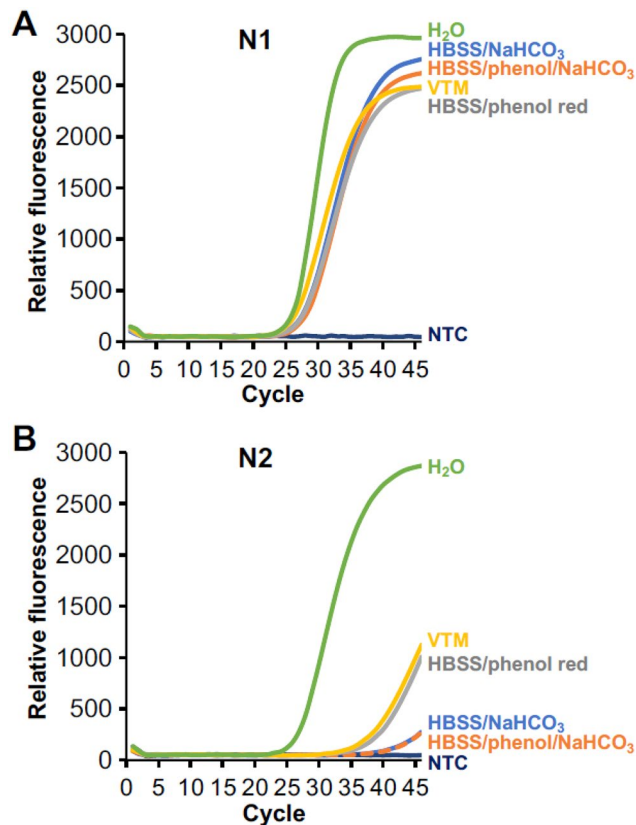 A
N1
Relative fluorescence
3000
2500
2000
1500
1000
500
0
0 5 10 15 20 25 30 35 40 45
Cycle
H₂O
HBSS/NaHCO₃
HBSS/phenol/NaHCO₃
VTM
HBSS/phenol red
NTC
B
N2
Relative fluorescence
3000
2500
2000
1500
1000
500
0
0 5 10 15 20 25 30 35 40 45
Cycle
H₂O
VTM
HBSS/phenol red
HBSS/NaHCO₃
HBSS/phenol/NaHCO₃
NTC